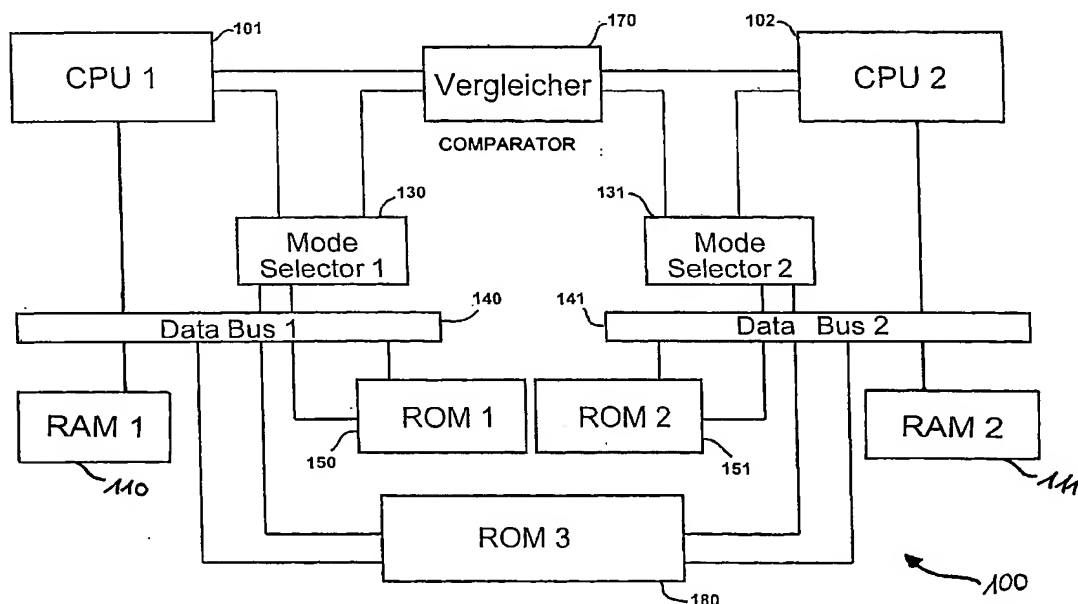 101
170
102
CPU 1
Vergleicher
CPU 2
COMPARATOR
130
131
Mode
Selector 1
Mode
Selector 2
140
141
Data Bus 1
Data Bus 2
RAM 1
ROM 1
ROM 2
RAM 2
150
151
110
111
ROM 3
180
100